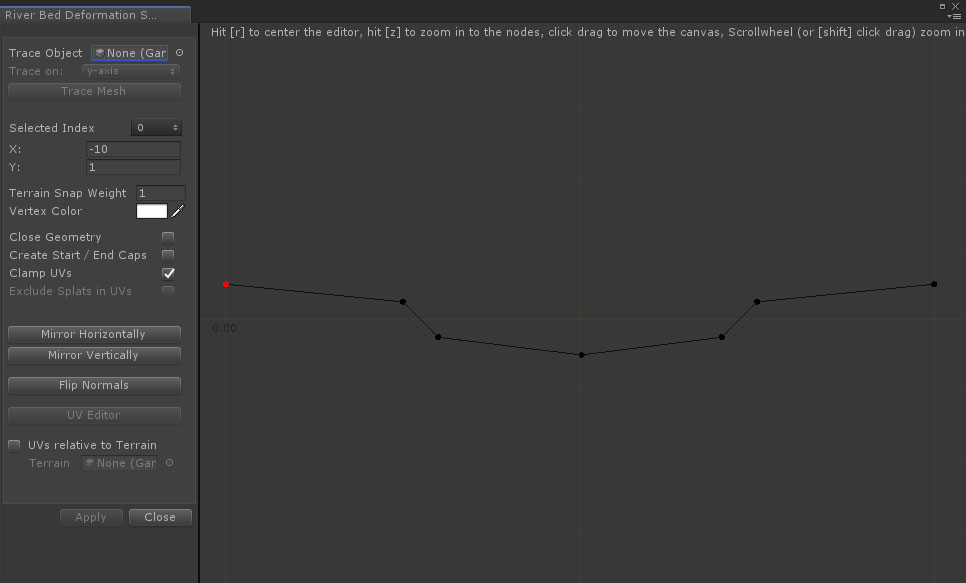 River Bed Deformation S...
Hit [r] to center the editor, hit [z] to zoom in to the nodes, click drag to move the canvas, Scrollwheel (or [shift] click drag) zoom in
Trace Object None (Gar
Trace on: y-axis
Trace Mesh
Selected Index 0
X: -10
Y: 1
Terrain Snap Weight 1
Vertex Color
Close Geometry
Create Start / End Caps
Clamp UVs
Exclude Splats in UVs
0.00
Mirror Horizontally
Mirror Vertically
Flip Normals
UV Editor
UVs relative to Terrain
Terrain None (Gar
Apply Close